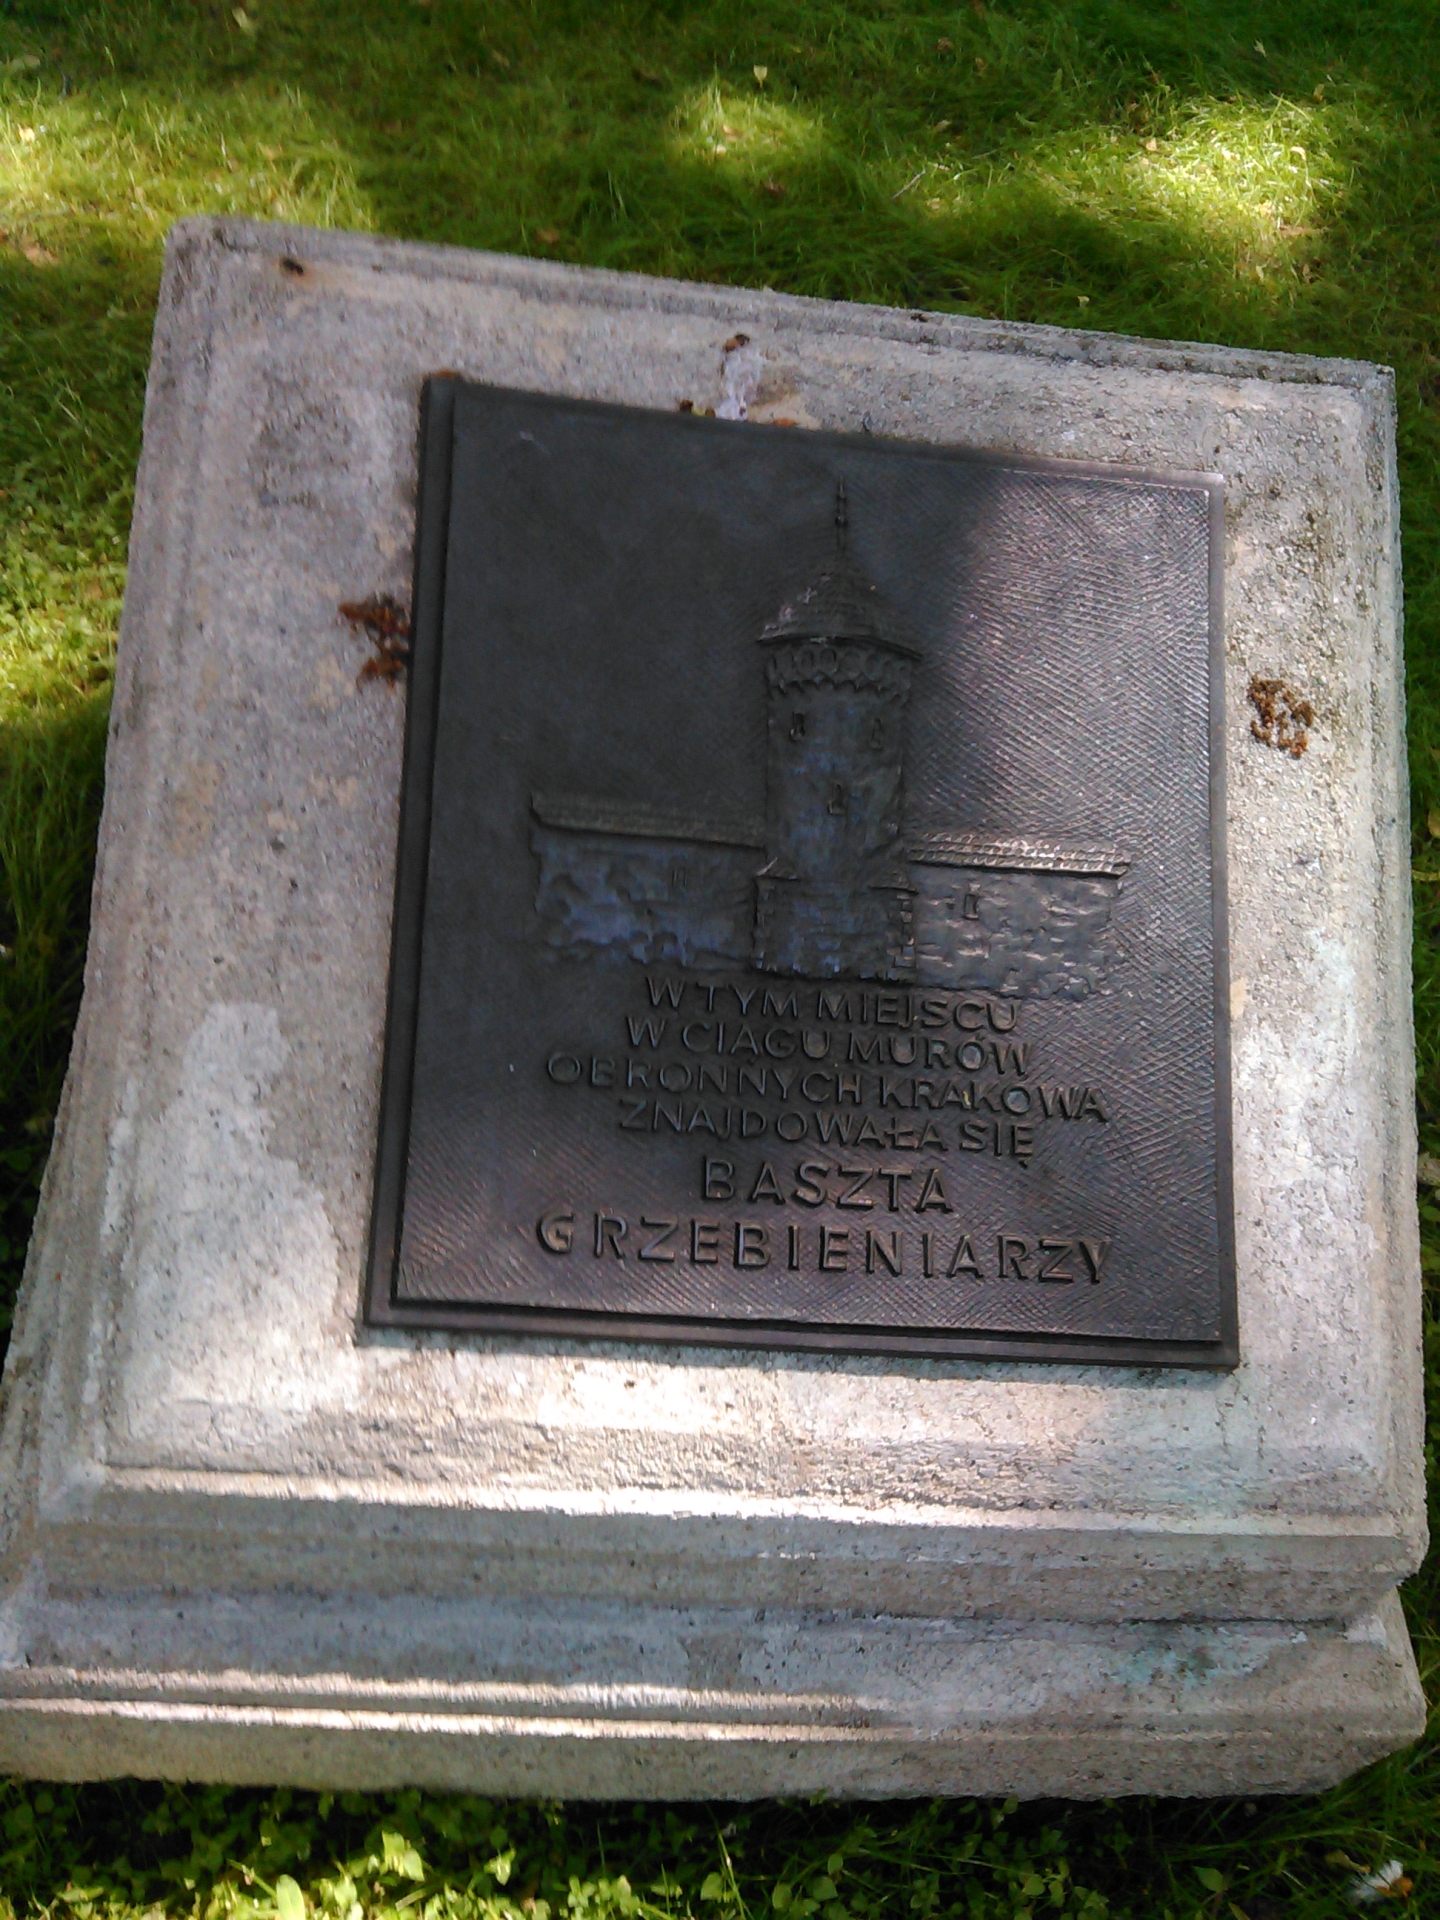 W TYM MIEJSCU
W CIĄGU MURÓW
OBRONNYCH KRAKOWA
ZNAJDOWAŁA SIĘ
BASZTA
GRZEBIENIARZY